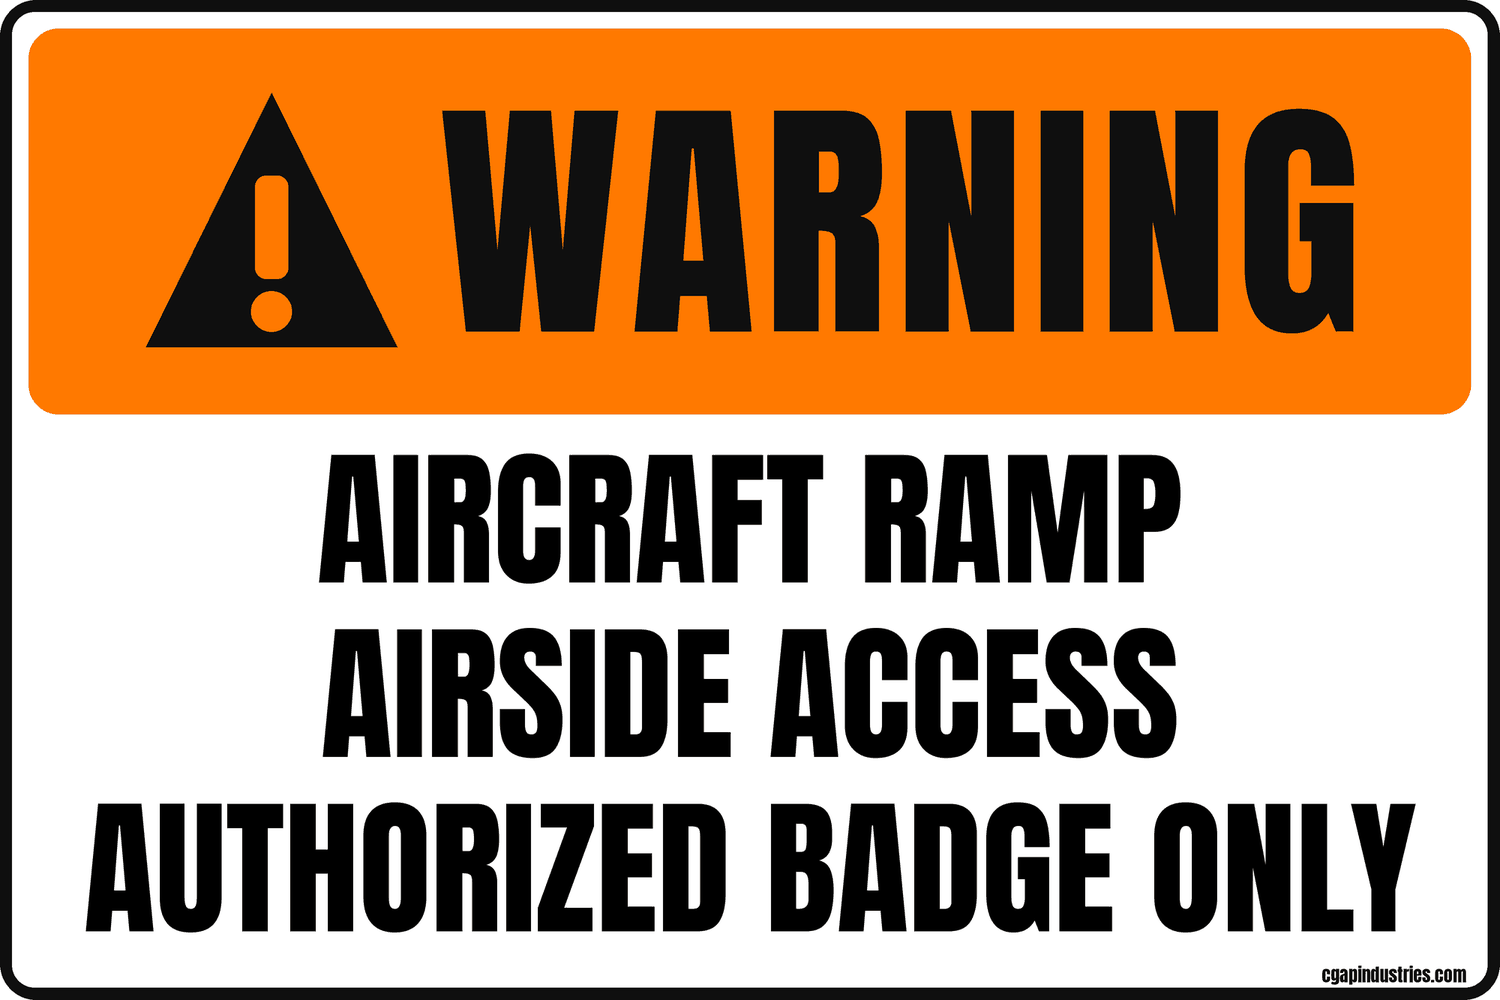 WARNING
AIRCRAFT RAMP
AIRSIDE ACCESS
AUTHORIZED BADGE ONLY
cgapindustries.com